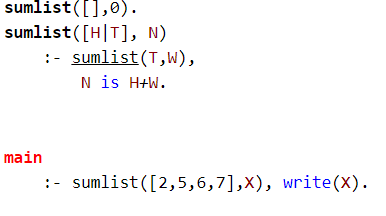 sumlist([],0).
sumlist([H|T], N)
:- sumlist(T,W),
N is H+W.
main
:- sumlist([2,5,6,7],X), write(X).